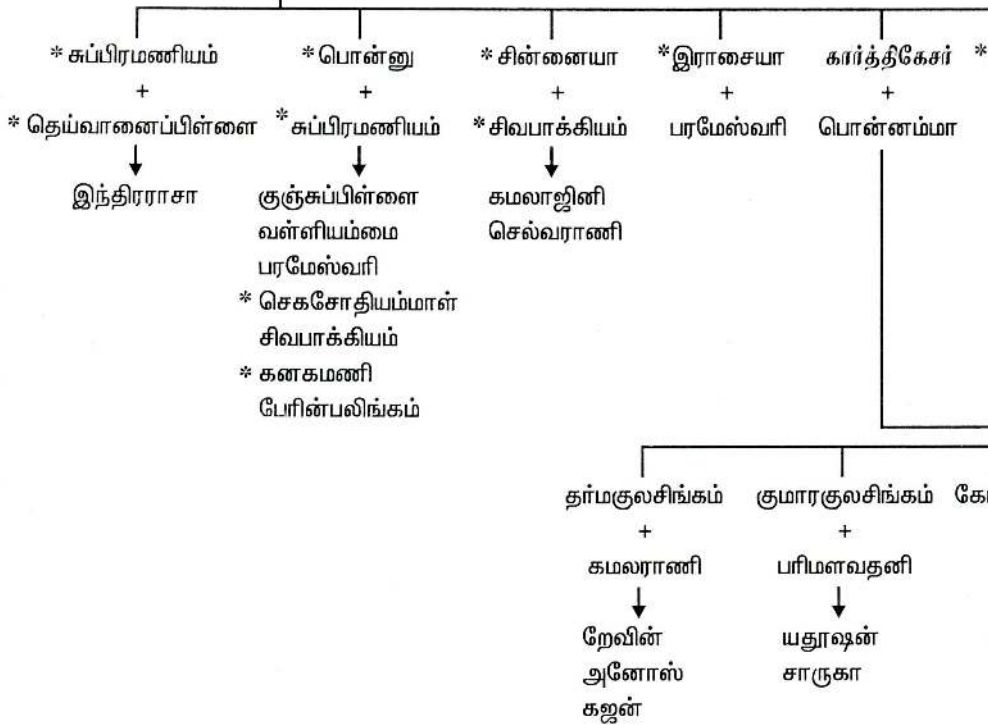 * சுப்பிரமணியம் * பொன்னு * சின்னையா * இராசையா கார்த்திகேசர் *
+ + + + +
* தெய்வானைப்பிள்ளை * சுப்பிரமணியம் * சிவபாக்கியம் பரமேஸ்வரி பொன்னம்மா
இந்திரராசா குஞ்சுப்பிள்ளை கமலாஜினி
வள்ளியம்மை செல்வராணி
பரமேஸ்வரி
* செகசோதியம்மாள்
சிவபாக்கியம்
* கனகமணி
பேரின்பலிங்கம்
தர்மகுலசிங்கம் குமாரகுலசிங்கம்
+ +
கமலராணி பரிமளவதனி
றேவின் யதூஷன்
அனோஸ் சாருகா
கஜன்